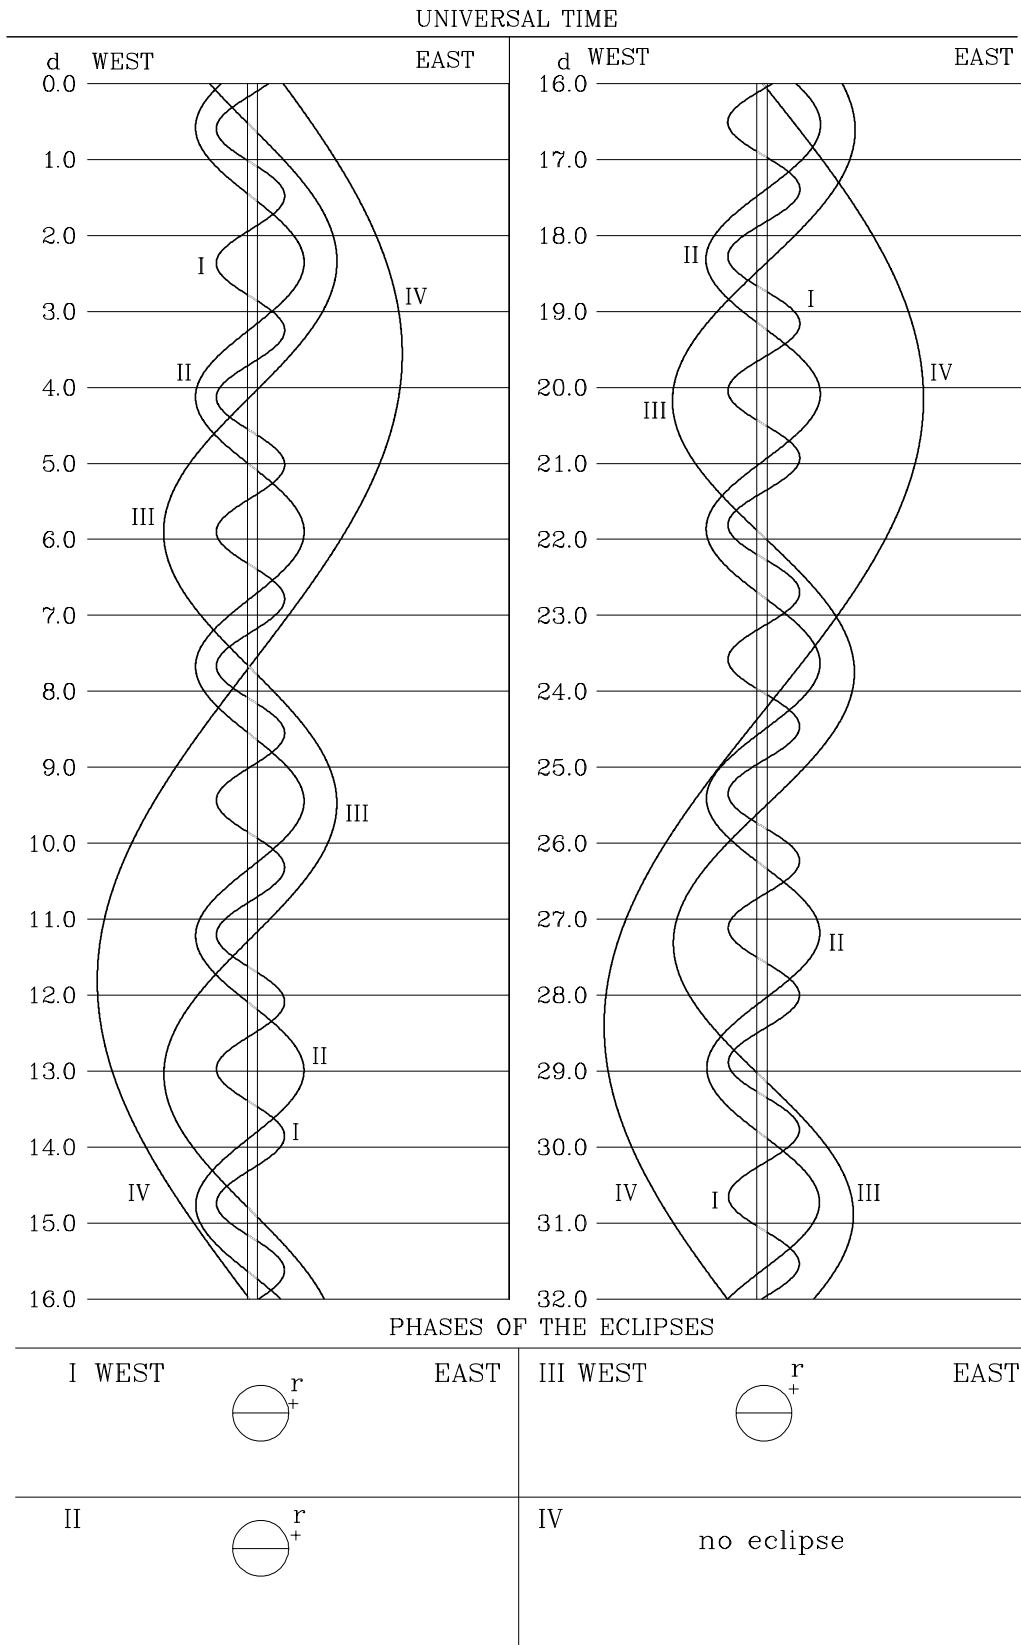 UNIVERSAL TIME
d WEST EAST
0.0
1.0
2.0
I
IV
3.0
II
4.0
5.0
III
6.0
7.0
8.0
9.0
III
10.0
11.0
12.0
II
13.0
I
14.0
IV
15.0
16.0
d WEST EAST
16.0
17.0
18.0
II
I
19.0
IV
20.0
III
21.0
22.0
23.0
24.0
25.0
26.0
27.0
II
28.0
29.0
30.0
IV
I
III
31.0
32.0
PHASES OF THE ECLIPSES
I WEST r EAST
+
III WEST r EAST
+
II r
+
IV
no eclipse